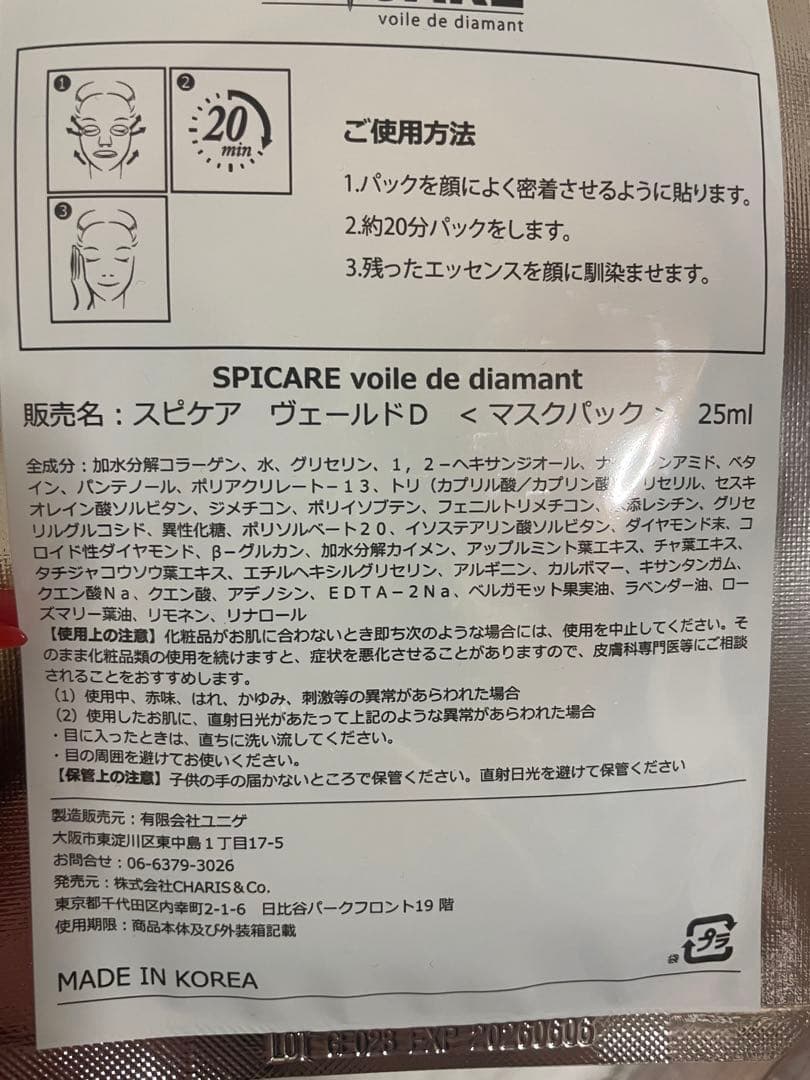 voile de diamant
1
2
20
min
3
ご使用方法
1.パックを顔によく密着させるように貼ります。
2.約20分パックをします。
3.残ったエッセンスを顔に馴染ませます。
SPICARE voile de diamant
販売名：スピケア　ヴェールドD　＜マスクパック＞　25ml
全成分：加水分解コラーゲン、水、グリセリン、1，2－ヘキサンジオール、ナ ンアミド、ベタ
イン、パンテノール、ポリアクリレート－13、トリ（カプリル酸／カプリン酸 リセリル、セスキ
オレイン酸ソルビタン、ジメチコン、ポリイソブテン、フェニルトリメチコン、 添レシチン、グリセ
リルグルコシド、異性化糖、ポリソルベート20、イソステアリン酸ソルビタン、ダイヤモンド末、コ
ロイド性ダイヤモンド、β－グルカン、加水分解カイメン、アップルミント葉エキス、チャ葉エキス、
タチジャコウソウ葉エキス、エチルヘキシルグリセリン、アルギニン、カルボマー、キサンタンガム、
クエン酸Na、クエン酸、アデノシン、EDTA－2Na、ベルガモット果実油、ラベンダー油、ロー
ズマリー葉油、リモネン、リナロール
【使用上の注意】化粧品がお肌に合わないとき即ち次のような場合には、使用を中止してください。そ
のまま化粧品類の使用を続けますと、症状を悪化させることがありますので、皮膚科専門医等にご相談
されることをおすすめします。
（1）使用中、赤味、はれ、かゆみ、刺激等の異常があらわれた場合
（2）使用したお肌に、直射日光があたって上記のような異常があらわれた場合
・目に入ったときは、直ちに洗い流してください。
・目の周囲を避けてお使いください。
【保管上の注意】子供の手の届かないところで保管ください。直射日光を避けて保管ください
製造販売元：有限会社ユニゲ
大阪市東淀川区東中島1丁目17-5
お問合せ：06-6379-3026
発売元：株式会社CHARIS＆Co.
東京都千代田区内幸町2-1-6　日比谷パークフロント19 階
使用期限：商品本体及び外装箱記載
袋
プラ
MADE IN KOREA
LOT GE023 EXP 20260606